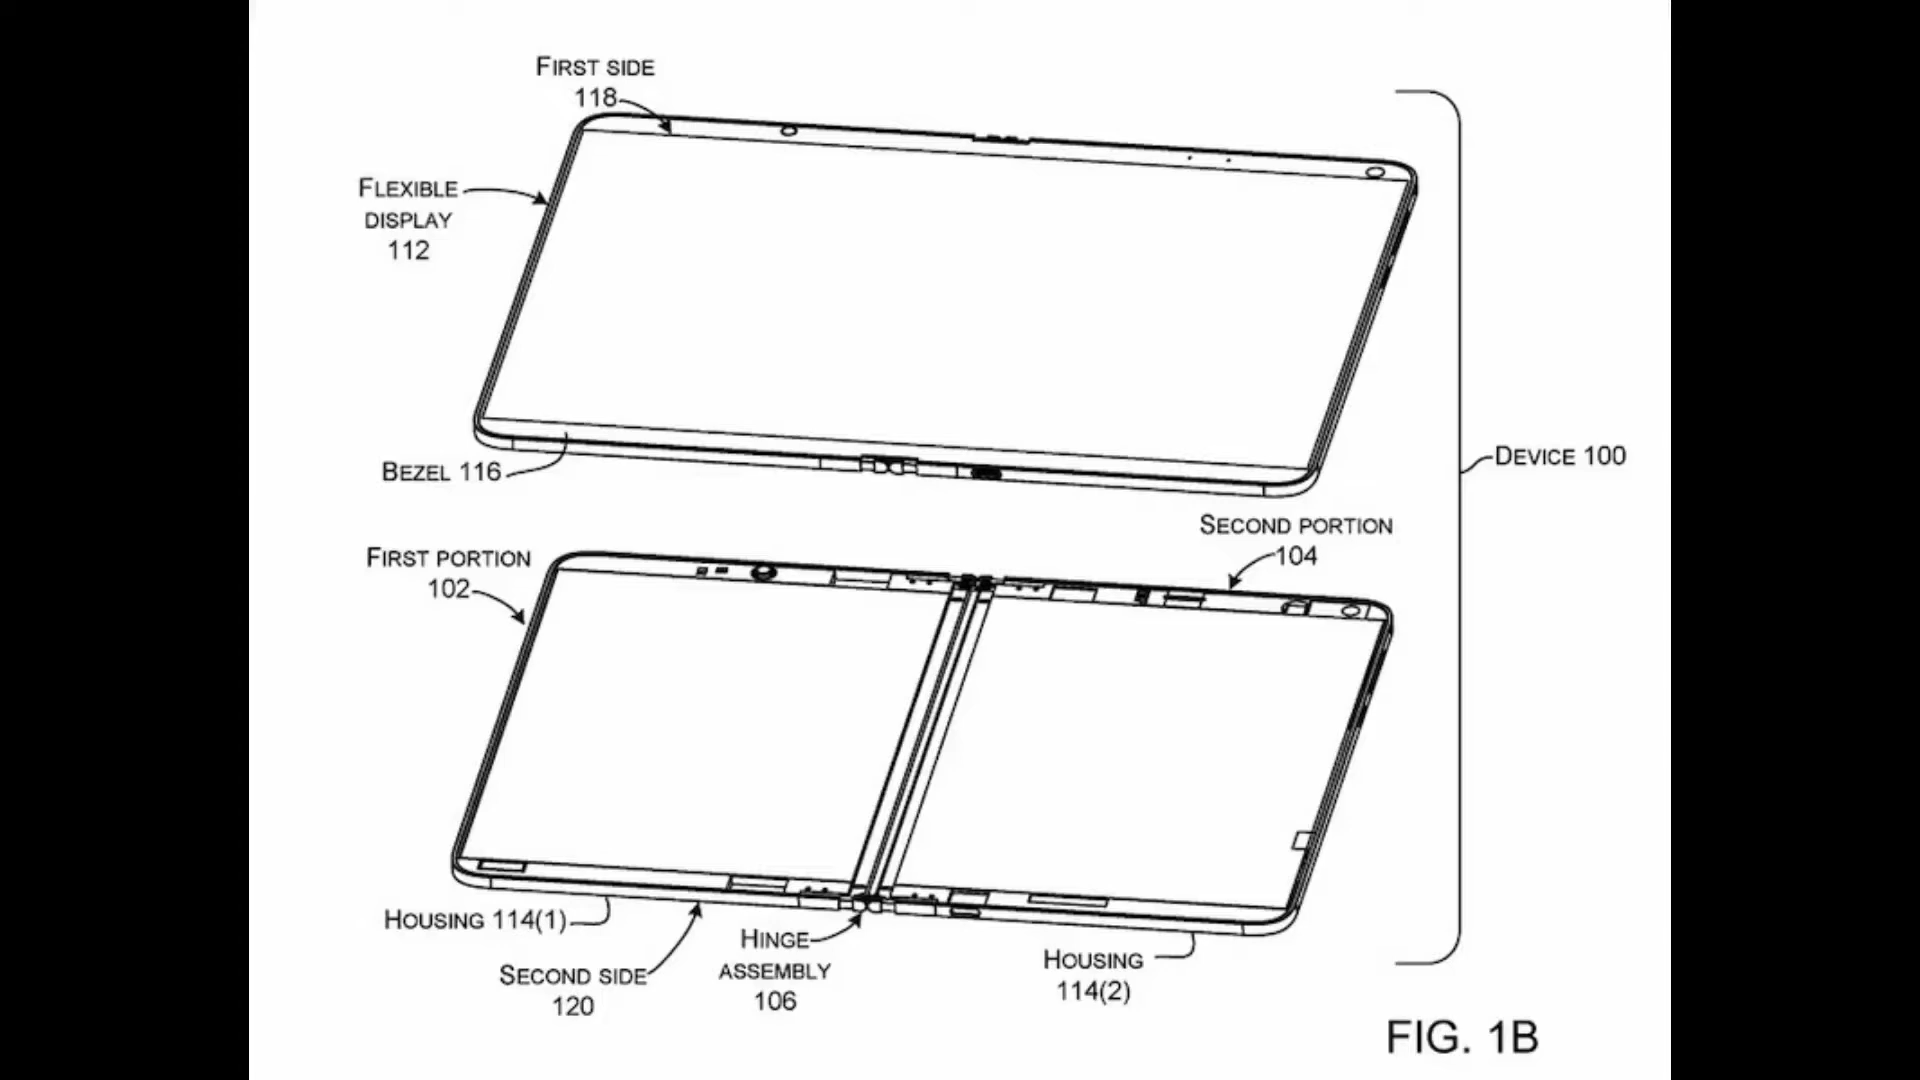 FIRST SIDE
118
FLEXIBLE
DISPLAY
112
BEZEL 116
DEVICE 100
SECOND PORTION
104
FIRST PORTION
102
HOUSING 114(1)
SECOND SIDE
120
HINGE
ASSEMBLY
106
HOUSING
114(2)
FIG. 1B